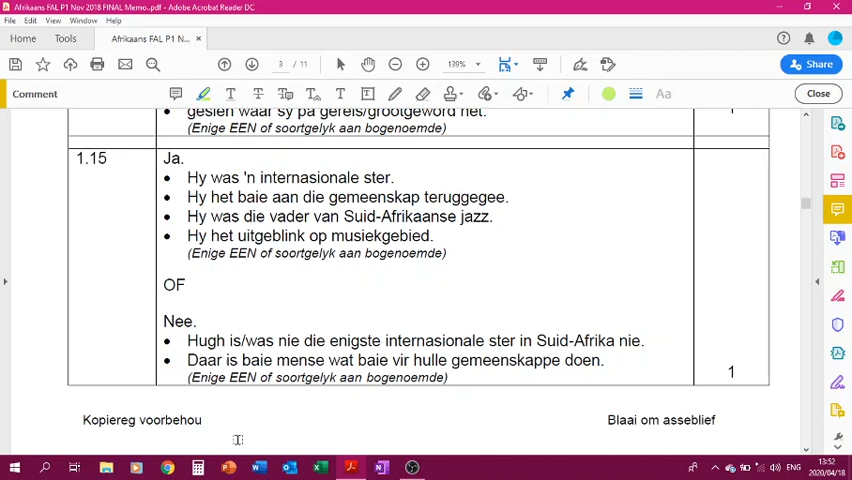 Afrikaans FAL P1 Nov 2018 FINAL Memo..pdf - Adobe Acrobat Reader DC
File Edit View Window Help
Home Tools Afrikaans FAL P1 N... ×
3 / 11 139% Share
Comment Aa Close
gesien waar sy pa gereis/grootgeword het. 1
(Enige EEN of soortgelyk aan bogenoemde)
1.15 Ja.
• Hy was 'n internasionale ster.
• Hy het baie aan die gemeenskap teruggegee.
• Hy was die vader van Suid-Afrikaanse jazz.
• Hy het uitgeblink op musiekgebied.
(Enige EEN of soortgelyk aan bogenoemde)
OF
Nee.
• Hugh is/was nie die enigste internasionale ster in Suid-Afrika nie.
• Daar is baie mense wat baie vir hulle gemeenskappe doen.
(Enige EEN of soortgelyk aan bogenoemde) 1
Kopiereg voorbehou Blaai om asseblief
ENG 13:52
2020/04/18